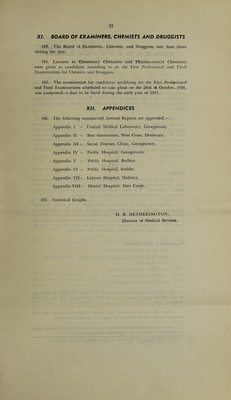 21
XI. BOARD OF EXAMINERS, CHEMISTS AND DRUGGISTS
183. The Board of Examiners, Chemists and Druggists, met four times
during the year.
184. Lectures in Elementary Chemistry and Pharmaceutical Chemistry
were given to candidates intending to sit the First Professional and Final
Examinations for Chemists and Druggists.
185. The examination for candidates qualifying for the First Professional
and Final Examinations scheduled to take place on the 26th of October, 1956,
was postponed—a date to be fixed during the early part of 1957.
XII. APPENDICES
186. The following summarised Annual Reports are appended :—
Appendix I – Central Medical Laboratory, Georgetown.
Appendix II – Best Sanatorium, West Coast, Demerara.
Appendix III – Social Diseases Clinic, Georgetown.
Appendix IV – Public Hospital, Georgetown.
Appendix V – Public Hospital, Berbice.
Appendix VI – Public Hospital, Suddie.
Appendix VII– Leprosy Hospital, Mahaica.
Appendix VIII– Mental Hospital, Fort Canje.
187. Statistical Graphs.
H. B. HETHERINGTON,
Director of Medical Services.